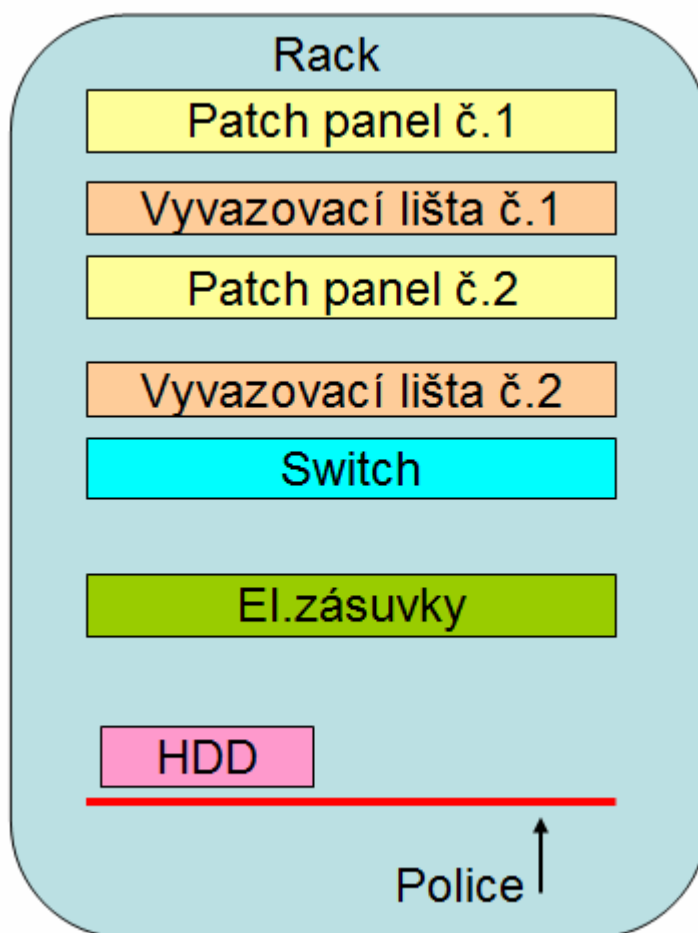 Rack
Patch panel č.1
Vyvazovací lišta č.1
Patch panel č.2
Vyvazovací lišta č.2
Switch
El.zásuvky
HDD
Police